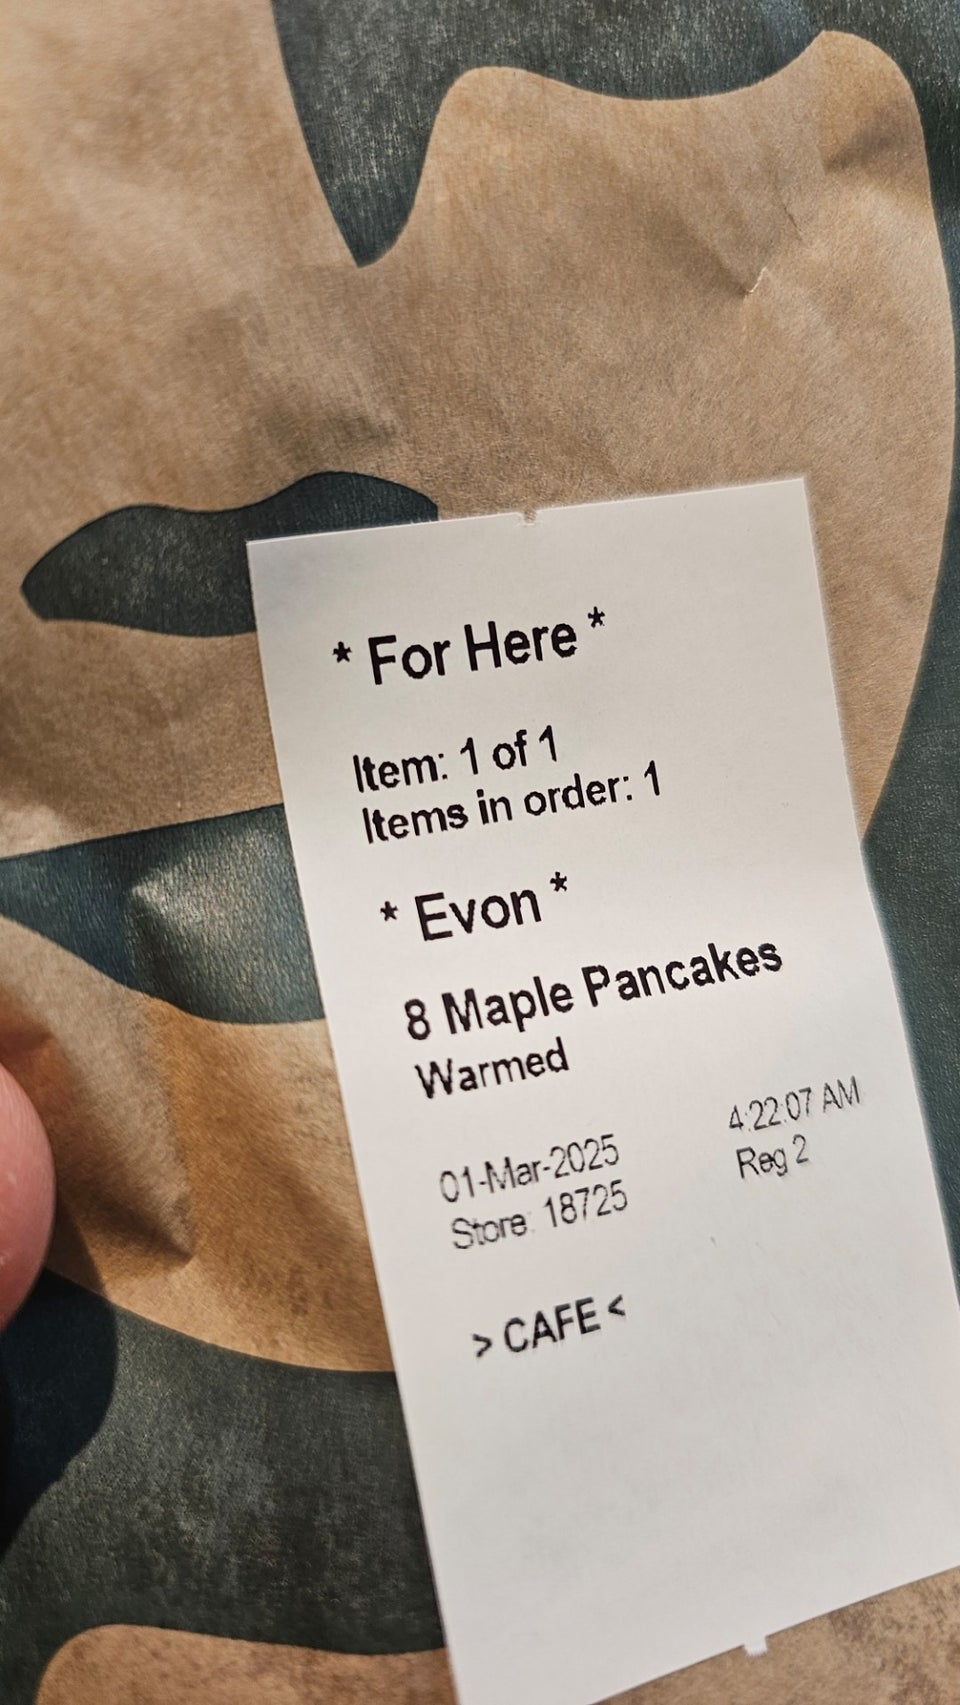 * For Here *
Item: 1 of 1
Items in order: 1
* Evon *
8 Maple Pancakes
Warmed
01-Mar-2025 4:22:07 AM
Store: 18725 Reg 2
> CAFE <